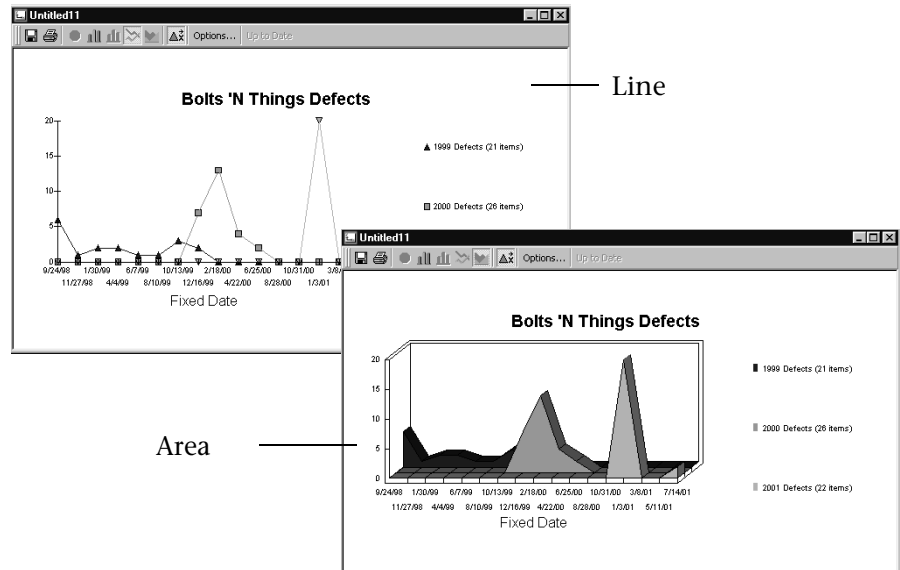 Untitled11
Options... Up to Date
Bolts 'N Things Defects
20
15
10
5
0
1999 Defects (21 items)
2000 Defects (26 items)
9/24/98 1/30/99 6/7/99 10/13/99 2/18/00 6/25/00 10/31/00 3/8/
11/27/98 4/4/99 8/10/99 12/16/99 4/22/00 8/28/00 1/3/01
Fixed Date
Line
Untitled11
Options... Up to Date
Bolts 'N Things Defects
20
15
10
5
0
1999 Defects (21 items)
2000 Defects (26 items)
2001 Defects (22 items)
9/24/98 1/30/99 6/7/99 10/13/99 2/18/00 6/25/00 10/31/00 3/8/01 7/14/01
11/27/98 4/4/99 8/10/99 12/16/99 4/22/00 8/28/00 1/3/01 5/11/01
Fixed Date
Area